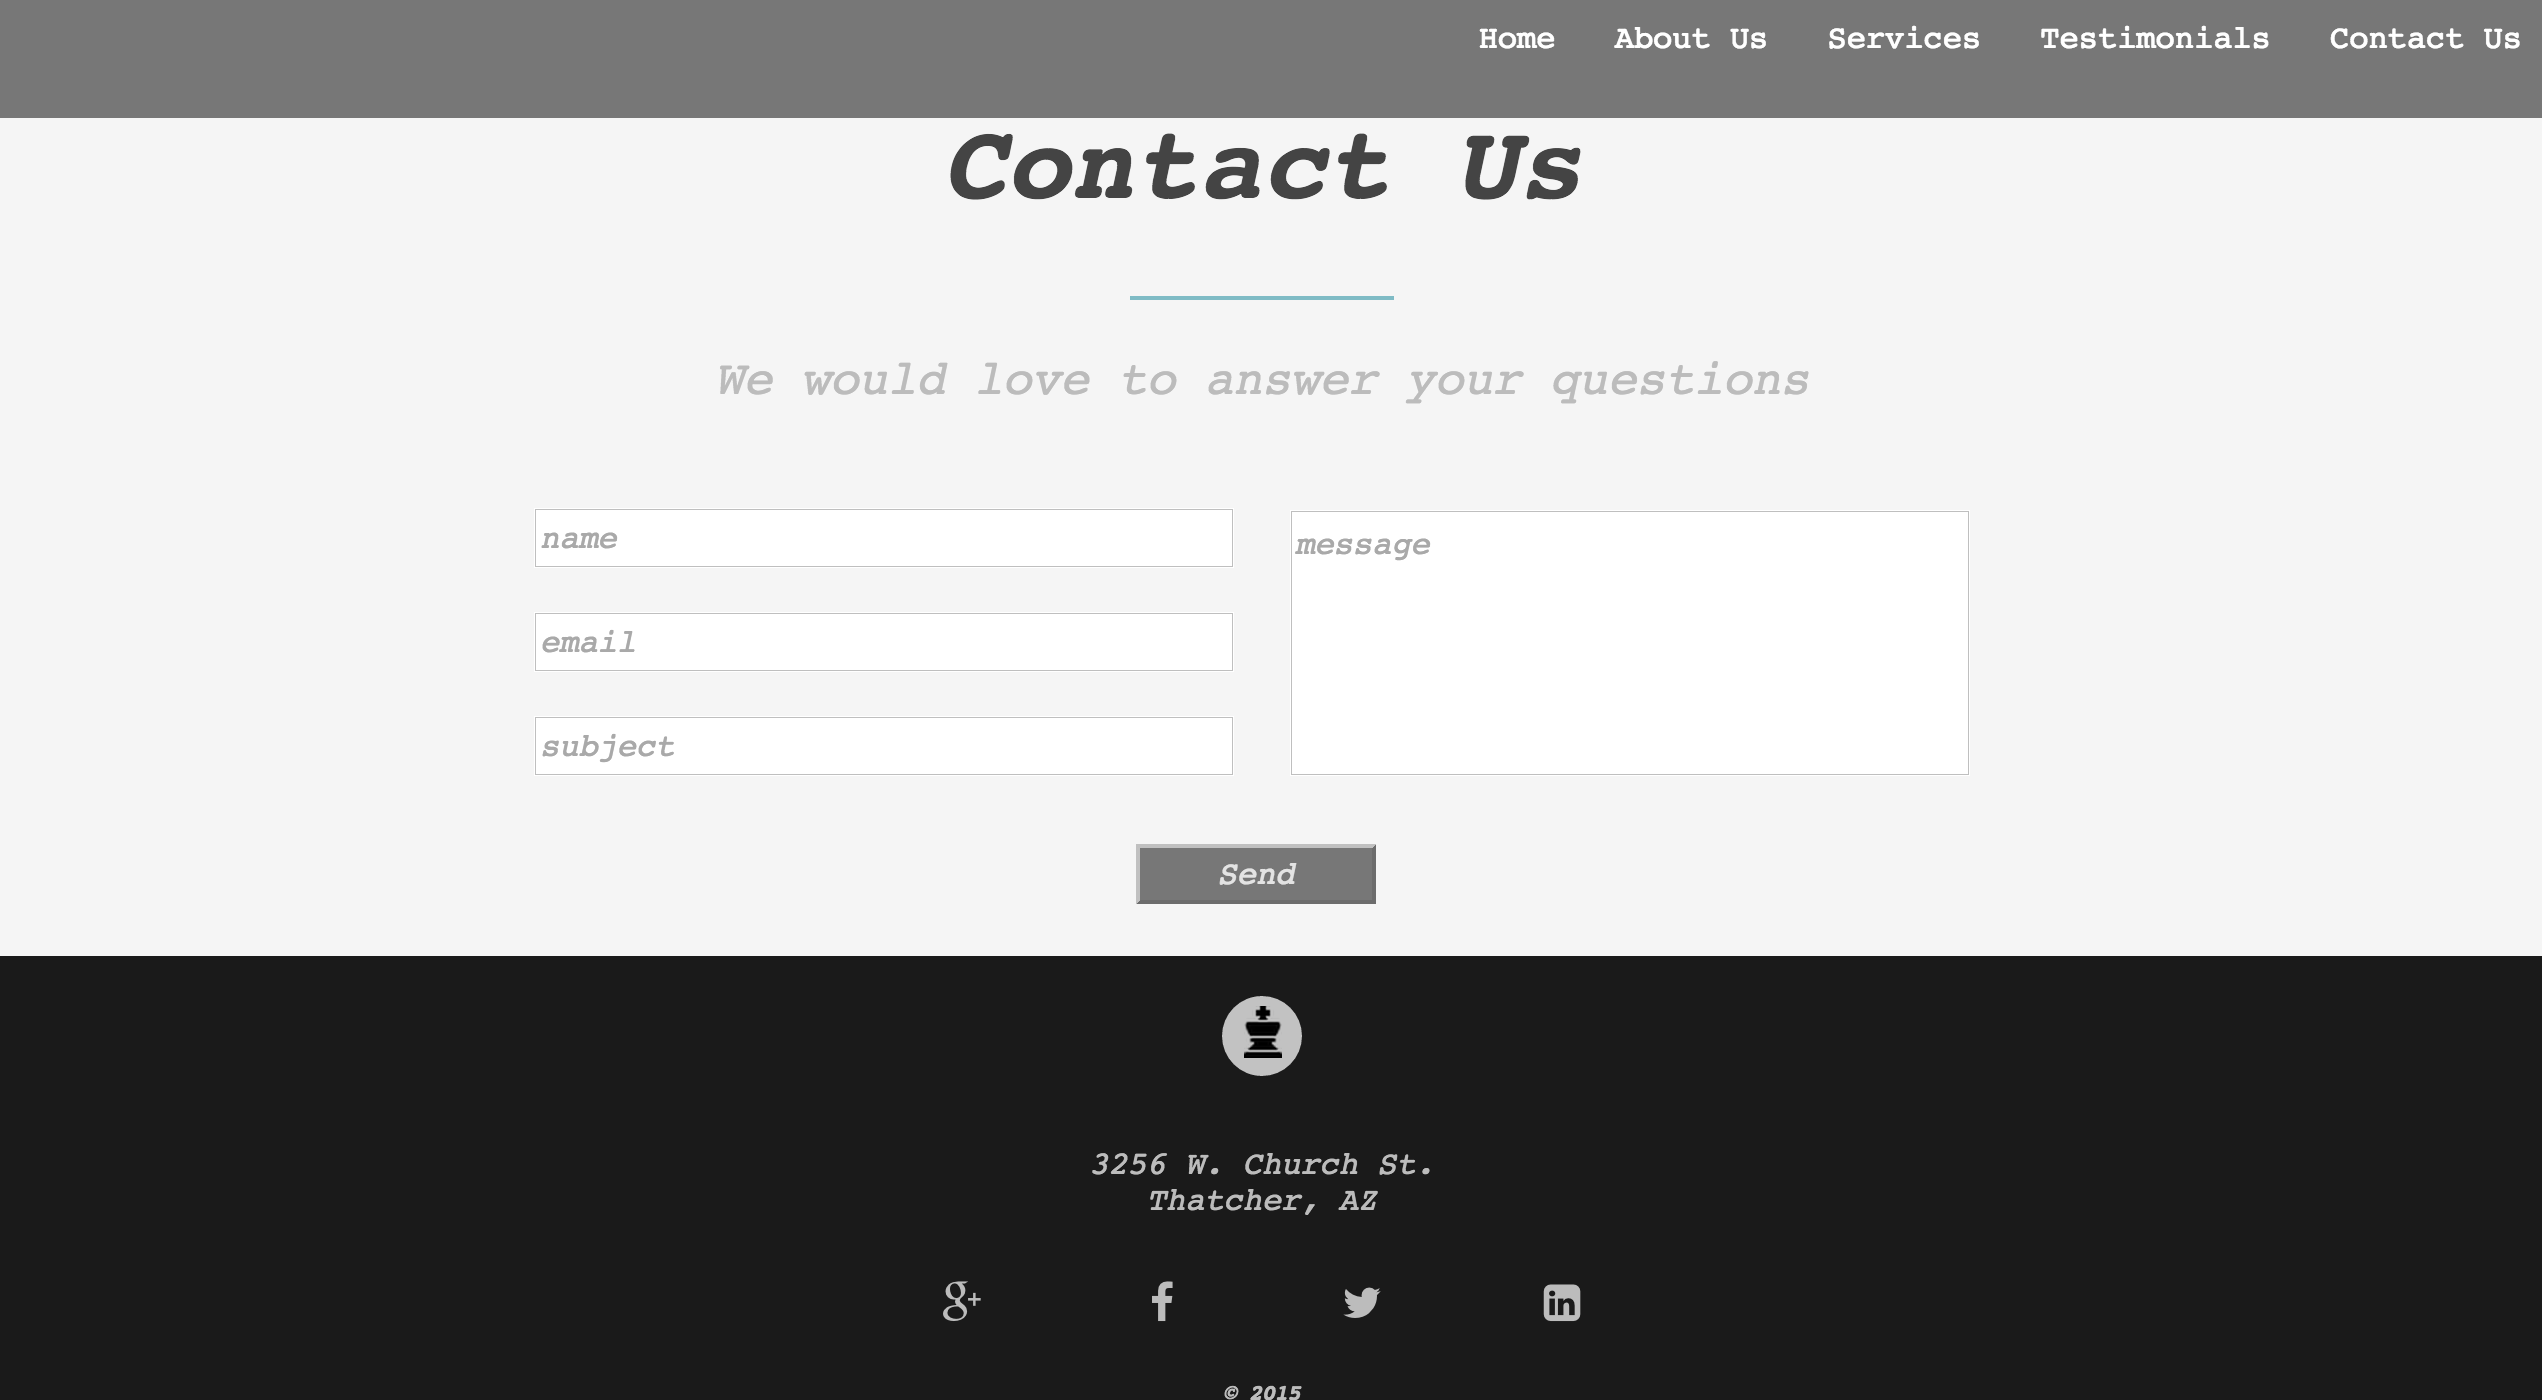 Home About Us Services Testimonials Contact Us
Contact Us
We would love to answer your questions
name
email
subject
message
Send
3256 W. Church St.
Thatcher, AZ
g+ f in
© 2015